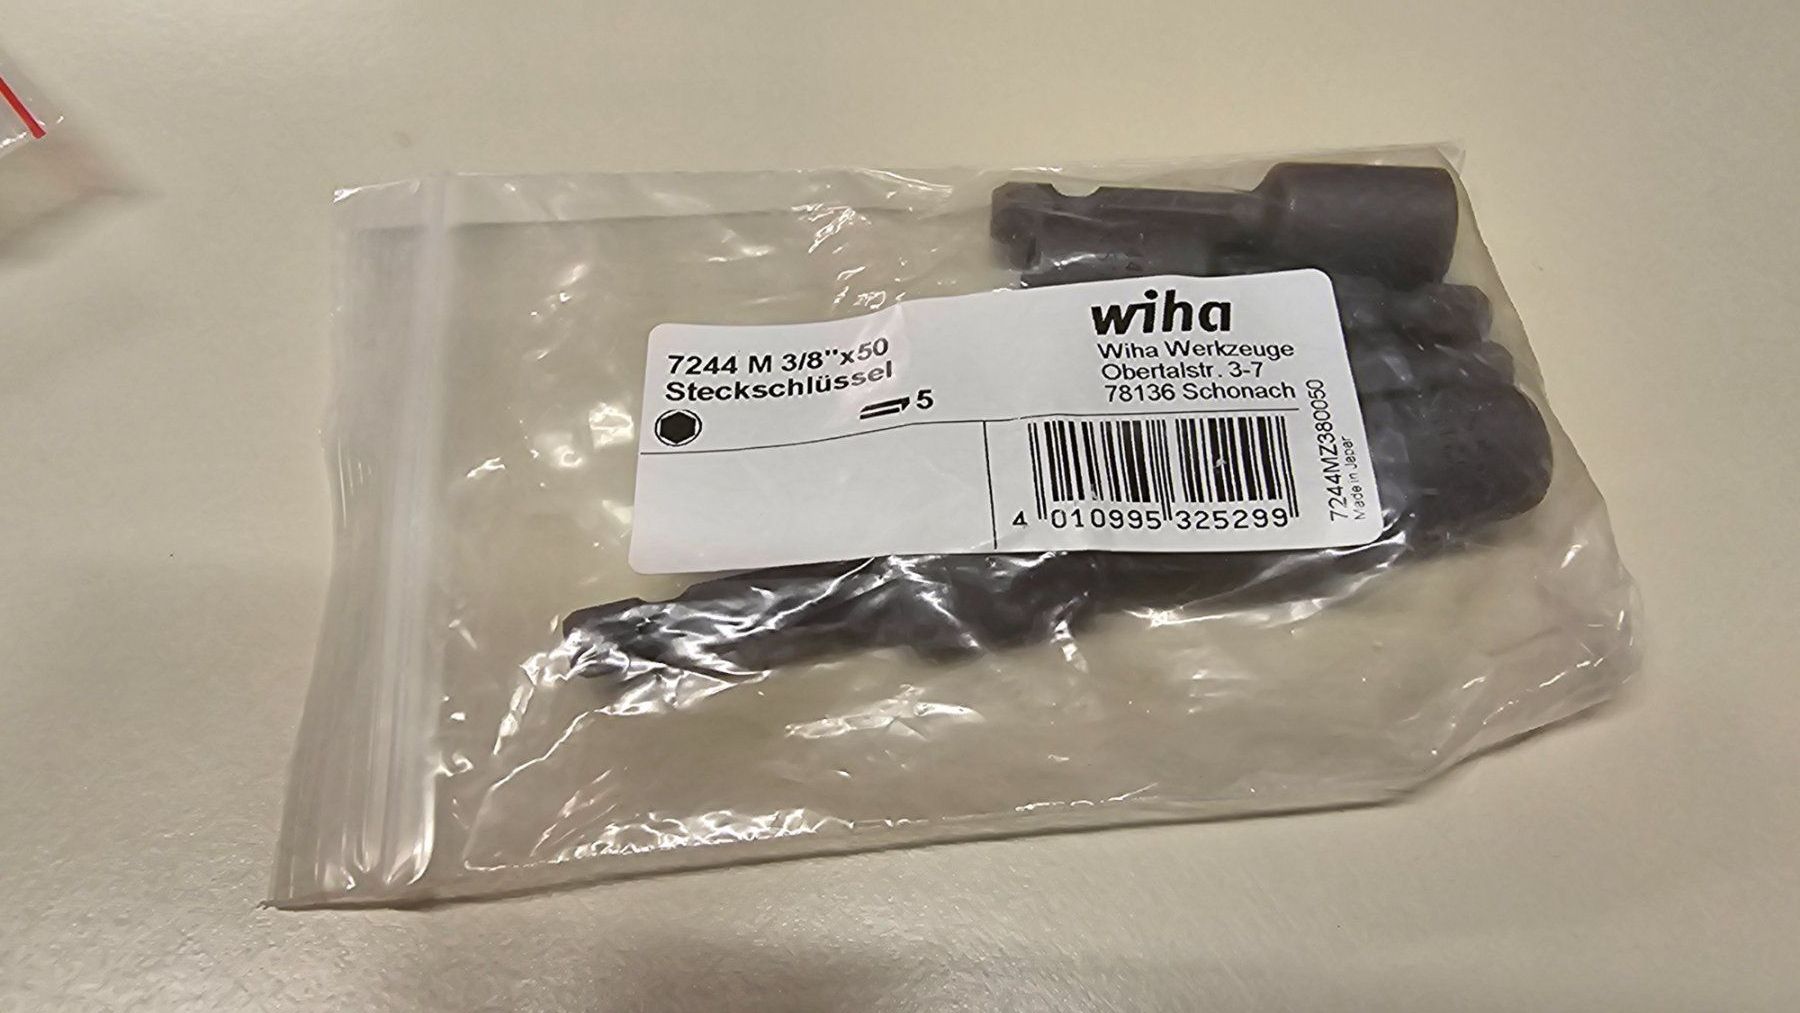 7244 M 3/8"x50
Steckschlüssel
5
wiha
Wiha Werkzeuge
Obertalstr. 3-7
78136 Schonach
4 010995 325299
7244MZ380050
Made in